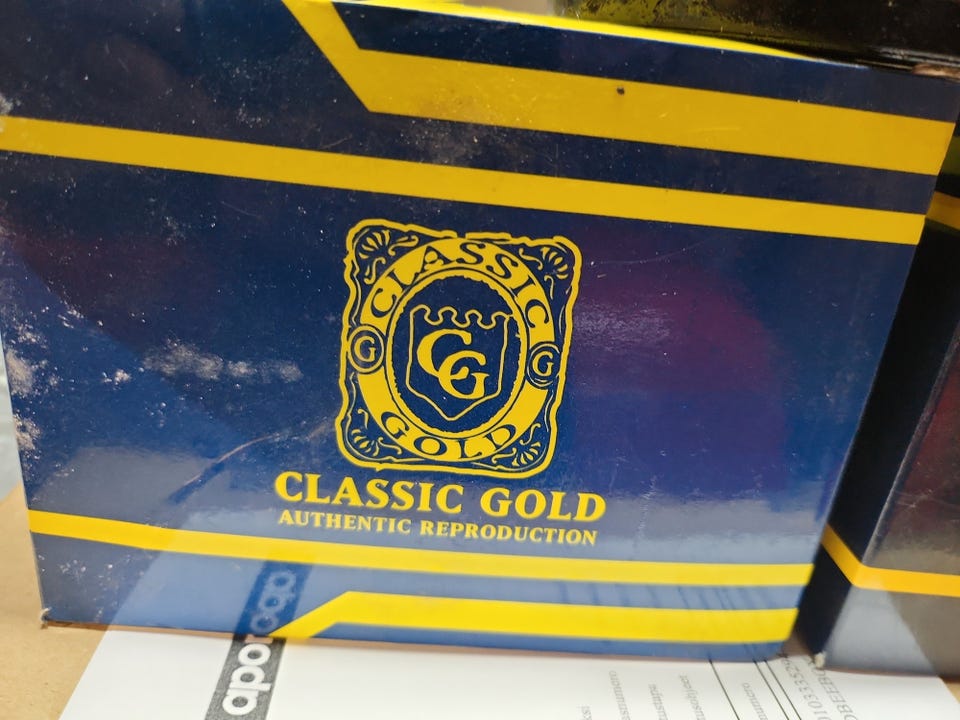 CLASSIC
G G
CG
GOLD
CLASSIC GOLD
AUTHENTIC REPRODUCTION